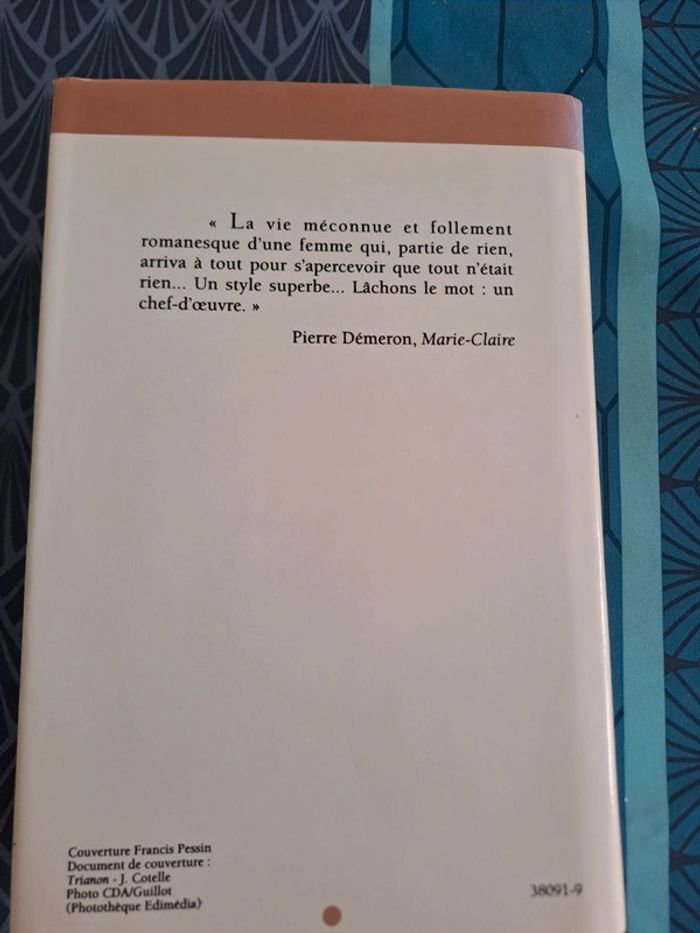 « La vie méconnue et follement
romanesque d'une femme qui, partie de rien,
arriva à tout pour s'apercevoir que tout n'était
rien... Un style superbe... Lâchons le mot : un
chef-d'œuvre. »
Pierre Démeron, Marie-Claire
Couverture Francis Pessin
Document de couverture :
Trianon - J. Cotelle
Photo CDA/Guillot
(Photothèque Edimédia)
38091-9